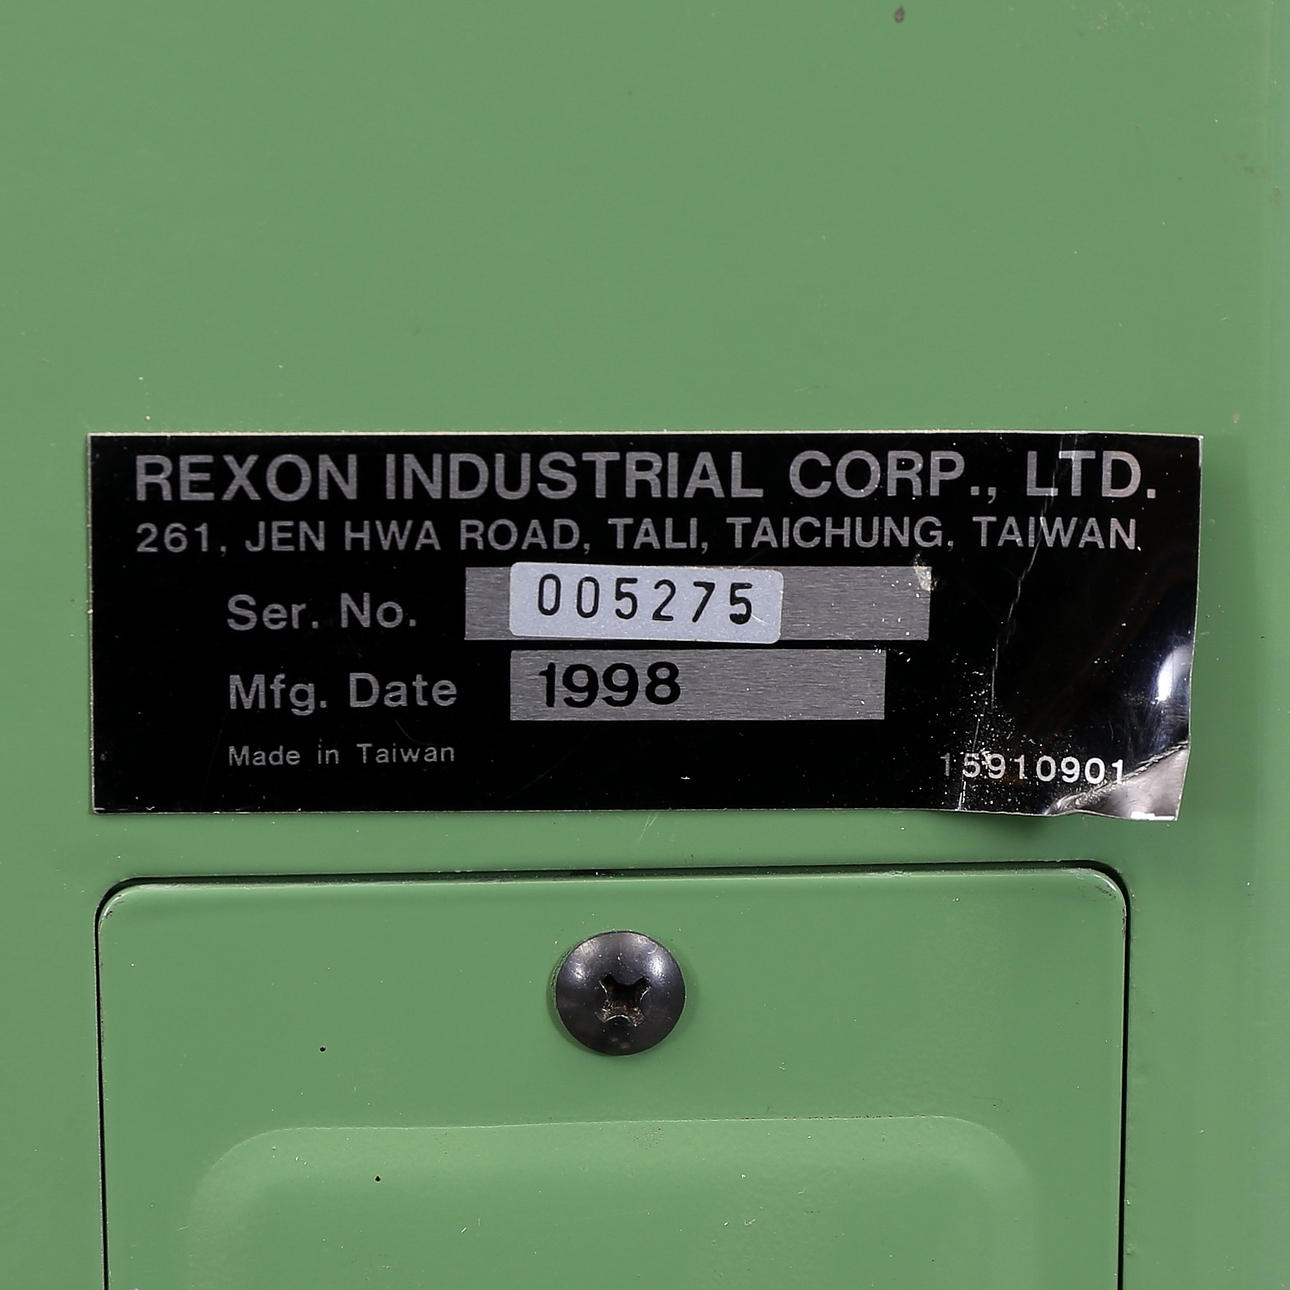 REXON INDUSTRIAL CORP., LTD.
261, JEN HWA ROAD, TALI, TAICHUNG, TAIWAN.
Ser. No. 005275
Mfg. Date 1998
Made in Taiwan
15910901